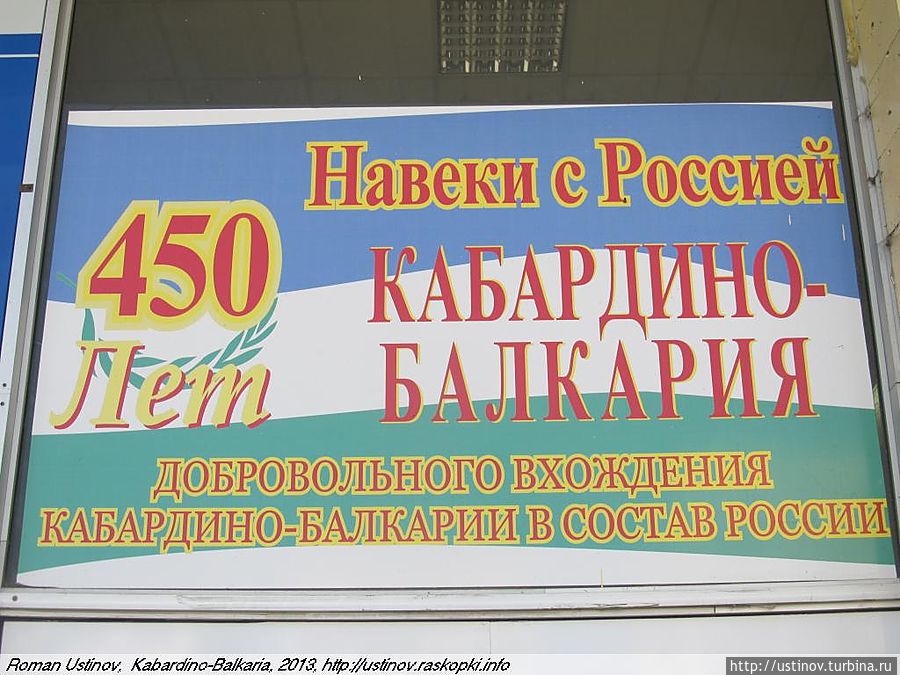 Навеки с Россией
450
Лет
КАБАРДИНО-
БАЛКАРИЯ
ДОБРОВОЛЬНОГО ВХОЖДЕНИЯ
КАБАРДИНО-БАЛКАРИИ В СОСТАВ РОССИИ
Roman Ustinov, Kabardino-Balkaria, 2013, http://ustinov.raskopki.info
http://ustinov.turbina.ru